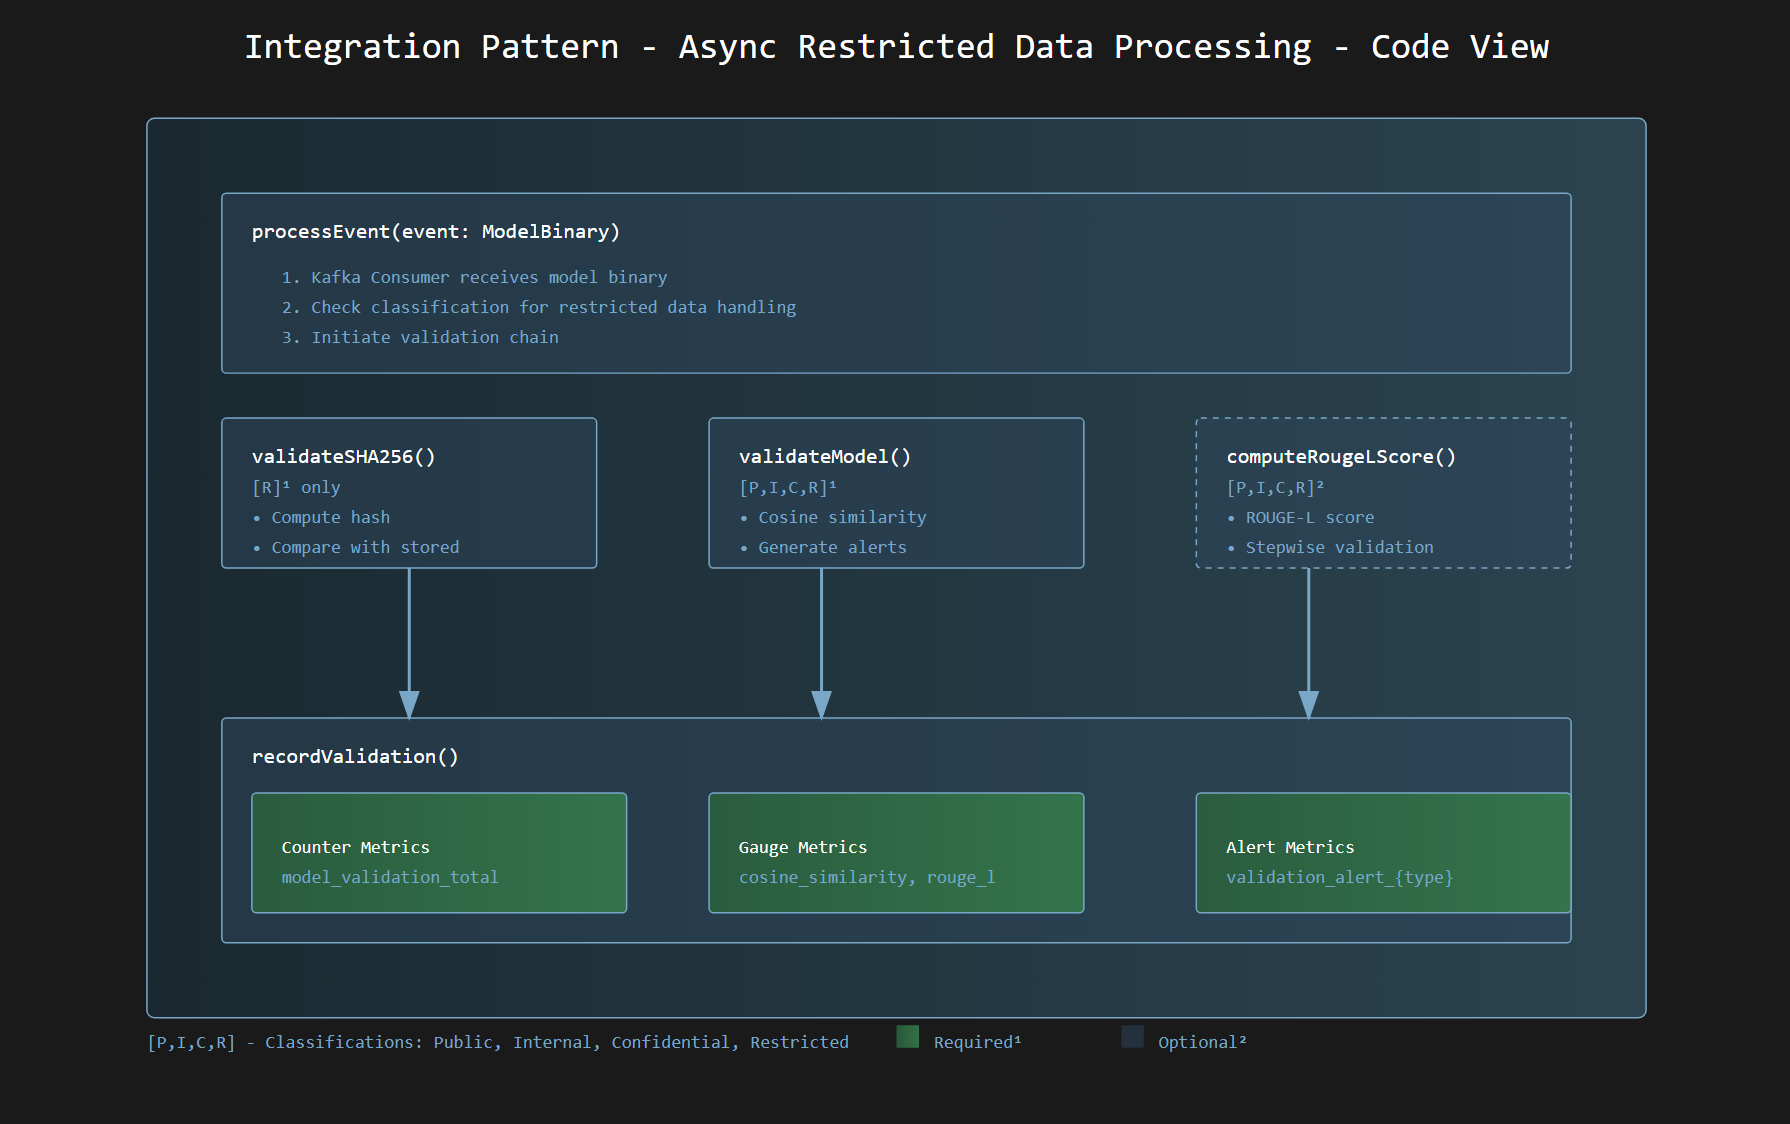 Integration Pattern - Async Restricted Data Processing - Code View
processEvent(event: ModelBinary)
1. Kafka Consumer receives model binary
2. Check classification for restricted data handling
3. Initiate validation chain
validateSHA256()
[R]¹ only
• Compute hash
• Compare with stored
validateModel()
[P,I,C,R]¹
• Cosine similarity
• Generate alerts
computeRougeLScore()
[P,I,C,R]²
• ROUGE-L score
• Stepwise validation
recordValidation()
Counter Metrics
model_validation_total
Gauge Metrics
cosine_similarity, rouge_l
Alert Metrics
validation_alert_{type}
[P,I,C,R] - Classifications: Public, Internal, Confidential, Restricted
Required¹
Optional²